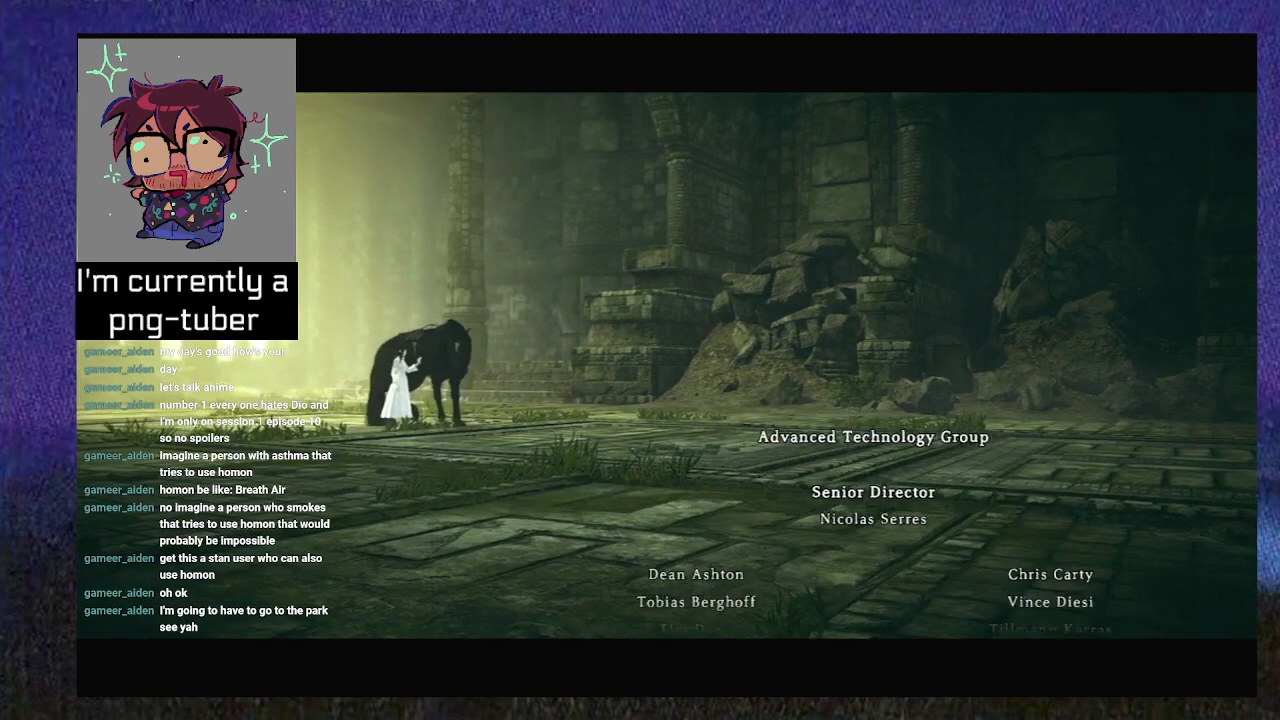 I'm currently a
png-tuber
gameer_aiden my day's good how's your
gameer_aiden day
gameer_aiden let's talk anime
gameer_aiden number 1 every one hates Dio and
I'm only on session 1 episode 10
so no spoilers
gameer_aiden imagine a person with asthma that
tries to use homon
gameer_aiden homon be like: Breath Air
gameer_aiden no imagine a person who smokes
that tries to use homon that would
probably be impossible
gameer_aiden get this a stan user who can also
use homon
gameer_aiden oh ok
gameer_aiden I'm going to have to go to the park
see yah
Advanced Technology Group
Senior Director
Nicolas Serres
Dean Ashton Chris Carty
Tobias Berghoff Vince Diesi
Tillmann Karras